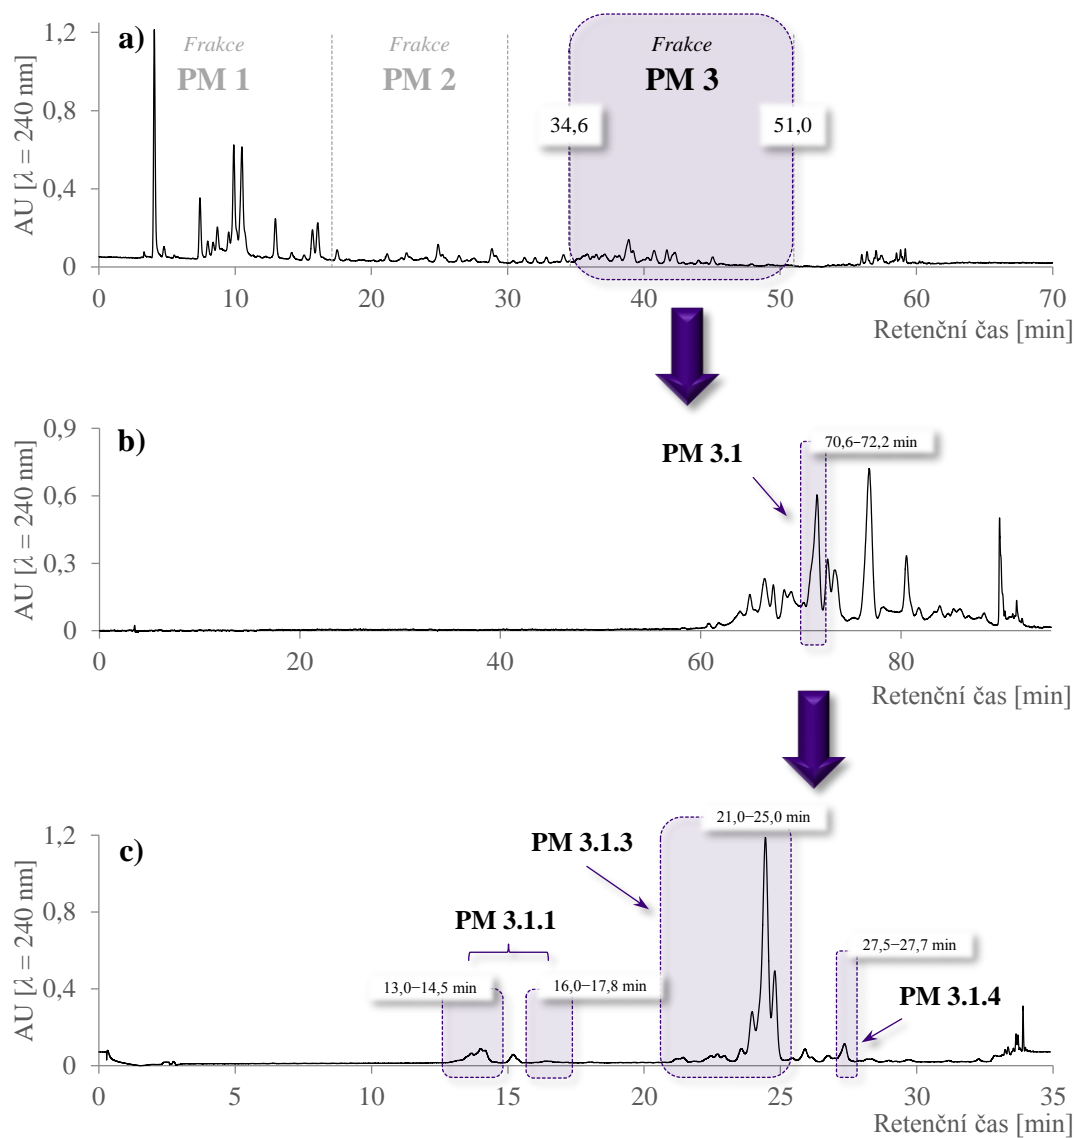 a)
Frakce
PM 1
Frakce
PM 2
Frakce
PM 3
34,6
51,0
AU [λ = 240 nm]
1,2
0,8
0,4
0
0 10 20 30 40 50 60 70
Retenční čas [min]
b)
PM 3.1
70,6–72,2 min
AU [λ = 240 nm]
0,9
0,6
0,3
0
0 20 40 60 80
Retenční čas [min]
c)
21,0–25,0 min
PM 3.1.3
PM 3.1.1
13,0–14,5 min
16,0–17,8 min
27,5–27,7 min
PM 3.1.4
AU [λ = 240 nm]
1,2
0,8
0,4
0
0 5 10 15 20 25 30 35
Retenční čas [min]